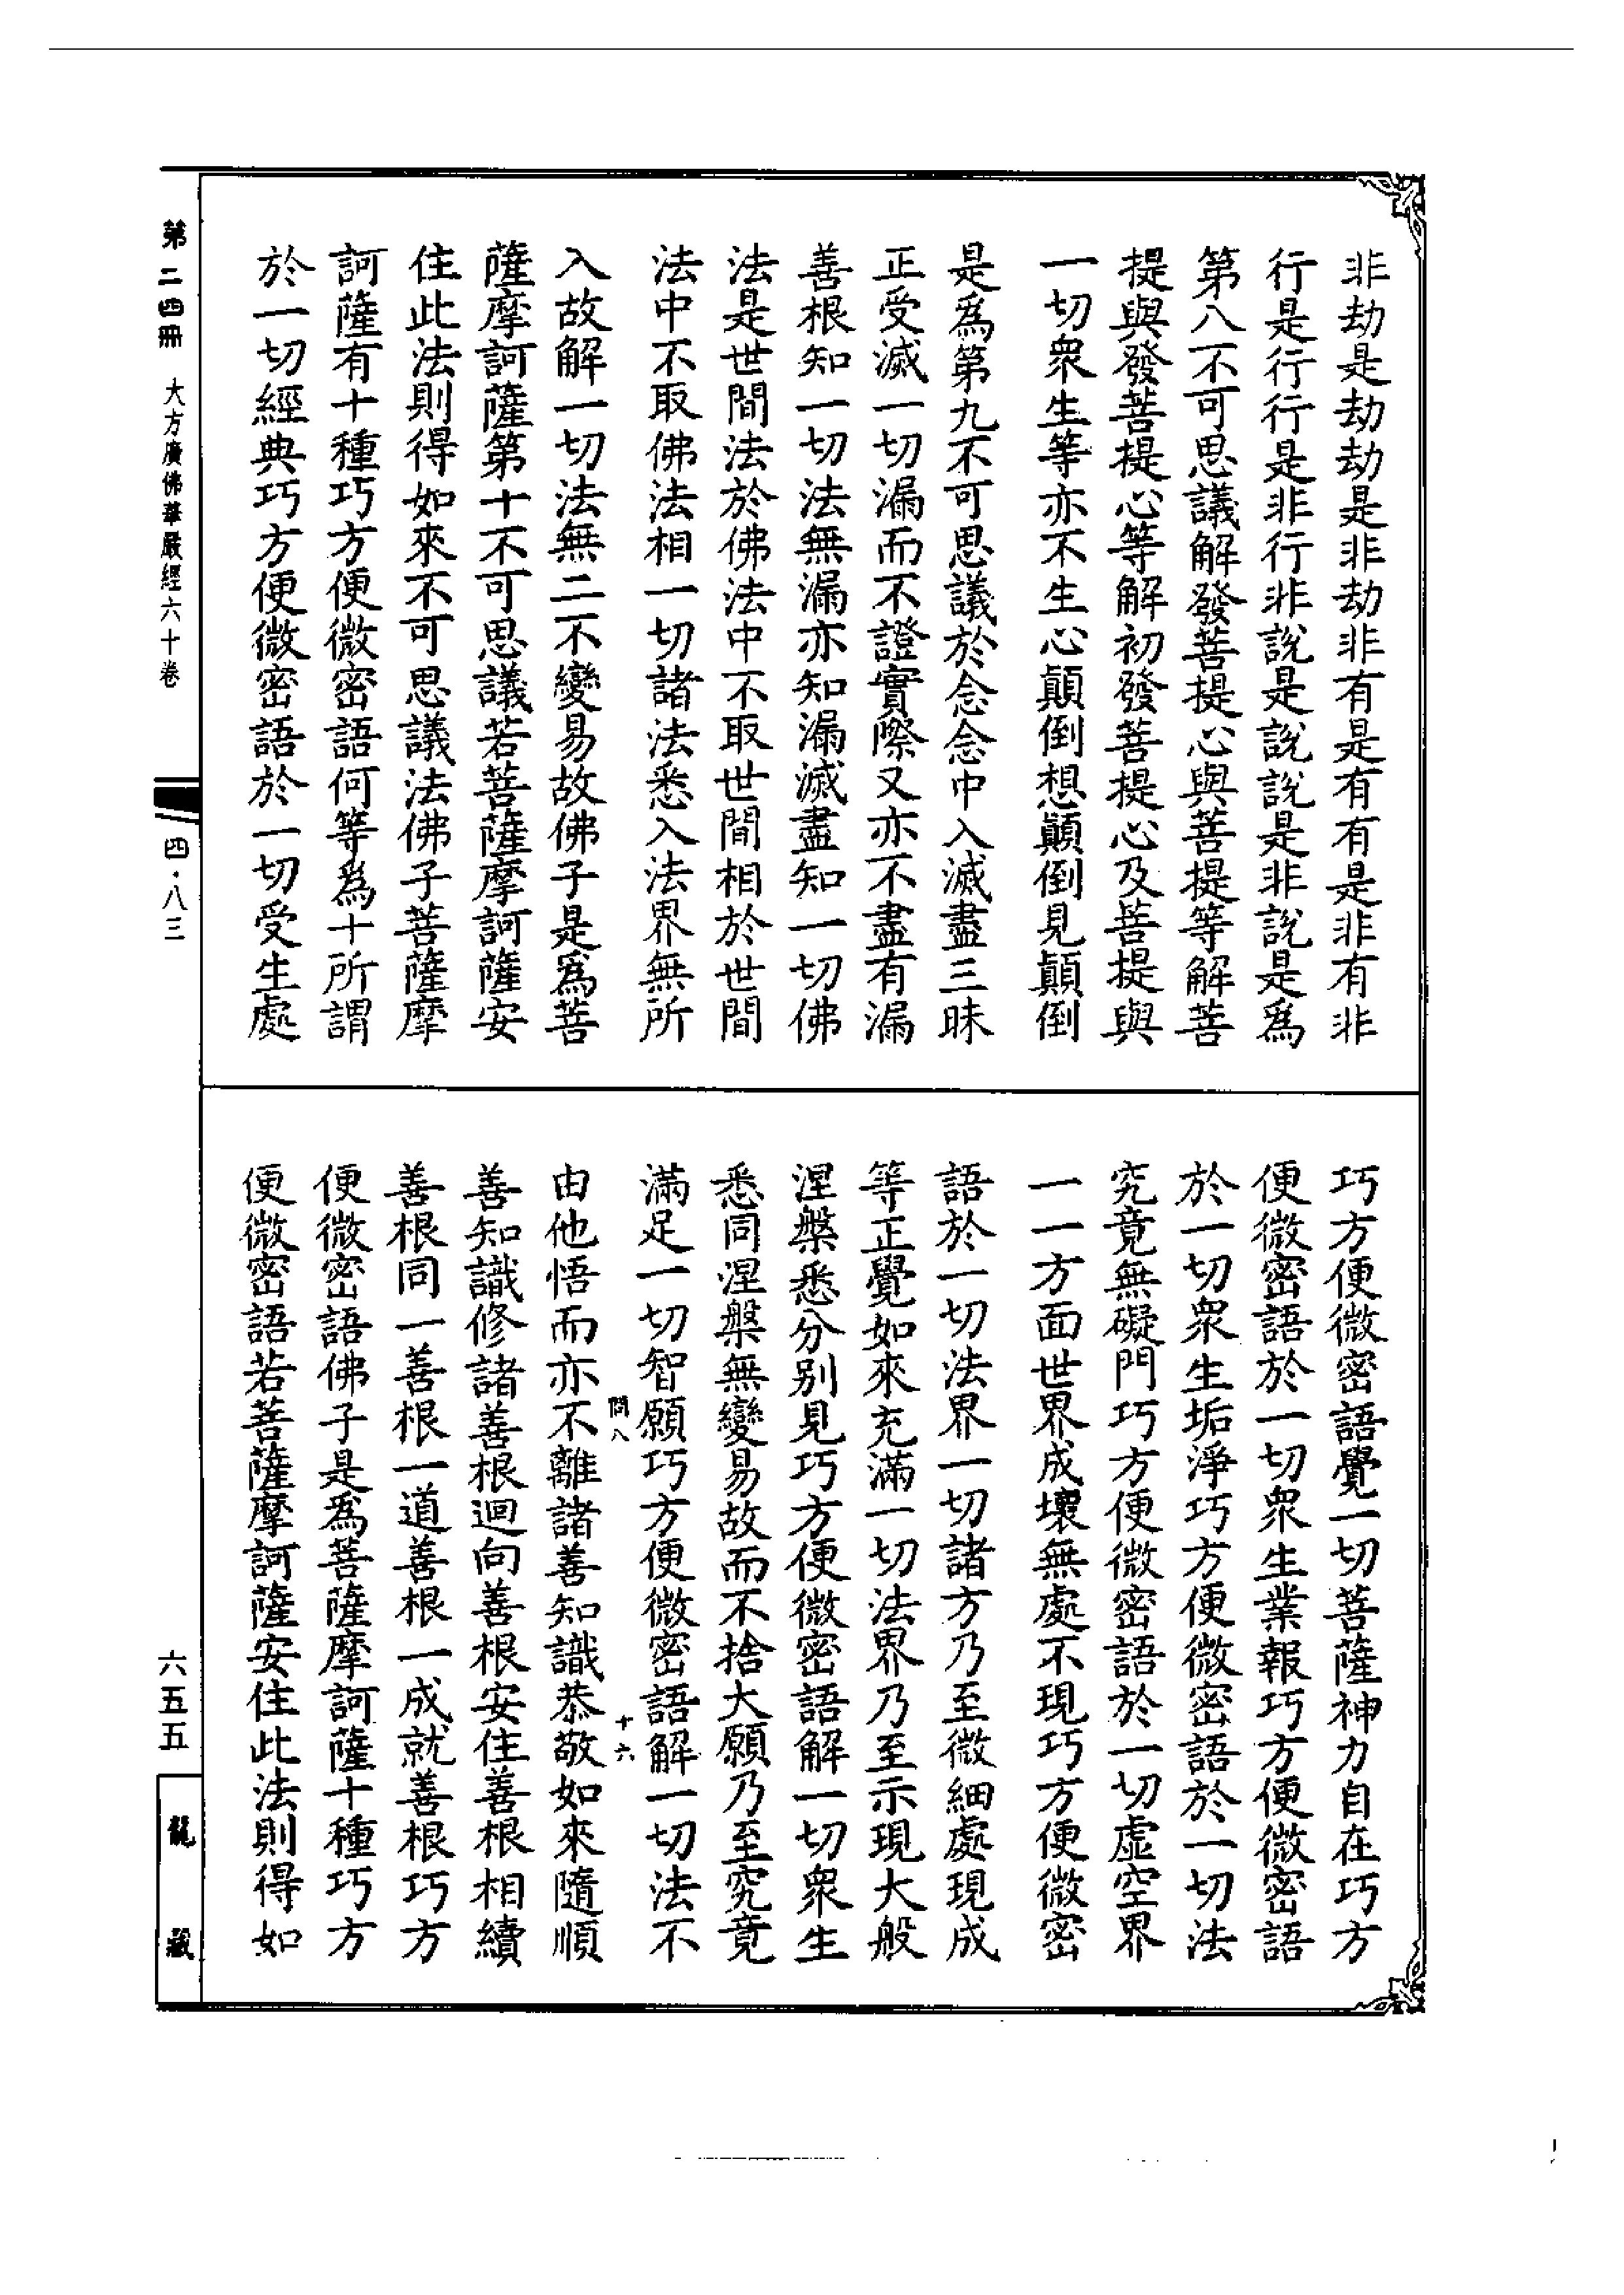 非劫是劫劫是非劫非有是有有是非有非
行是行行是非行非説是説説是非説是爲
第八不可思議解發菩提心與菩提等解菩
提與發菩提心等解初發菩提心及菩提與
一切衆生等亦不生心顛倒想顛倒見顛倒
是爲第九不可思議於念念中入滅盡三昧
正受滅一切漏而不證實際又亦不盡有漏
善根知一切法無漏亦知漏滅盡知一切佛
法是世間法於佛法中不取世間相於世間
法中不取佛法相一切諸法悉入法界無所
入故解一切法無二不變易故佛子是爲菩
薩摩訶薩第十不可思議若菩薩摩訶薩安
住此法則得如來不可思議法佛子菩薩摩
訶薩有十種巧方便微密語何等爲十所謂
於一切經典巧方便微密語於一切受生處
巧方便微密語覺一切菩薩神力自在巧方
便微密語於一切衆生業報巧方便微密語
於一切衆生垢淨巧方便微密語於一切法
究竟無礙門巧方便微密語於一切虛空界
一一方面世界成壞無處不現巧方便微密
語於一切法界一切諸方乃至微細處現成
等正覺如來充滿一切法界乃至示現大般
涅槃悉分別見巧方便微密語解一切衆生
悉同涅槃無變易故而不捨大願乃至究竟
滿足一切智願巧方便微密語解一切法不
問八 十六
由他悟而亦不離諸善知識恭敬如來隨順
善知識修諸善根迴向善根安住善根相續
善根同一善根一道善根一成就善根巧方
便微密語佛子是爲菩薩摩訶薩十種巧方
便微密語若菩薩摩訶薩安住此法則得如
第二四冊 大方廣佛華嚴經六十卷 四·八三 六五五 龍藏